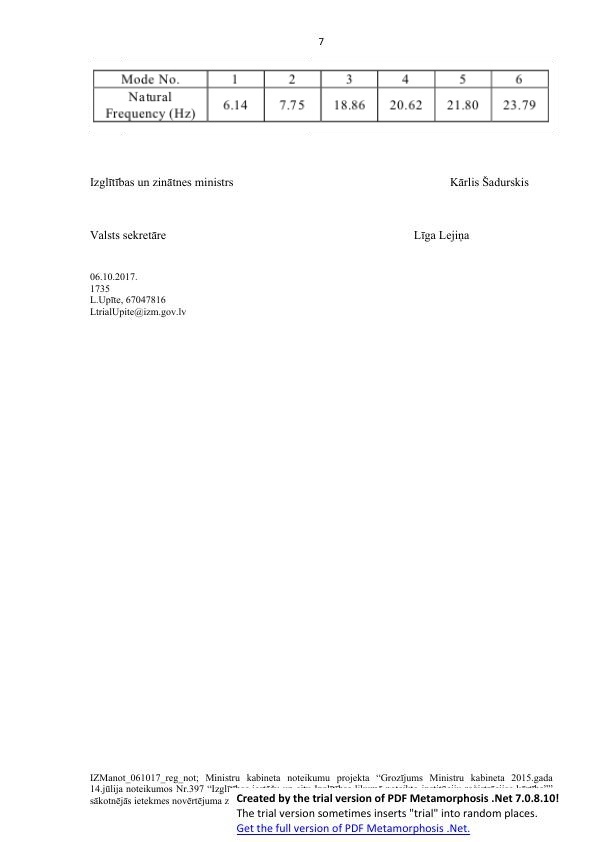 7
Mode No. 1 2 3 4 5 6
Natural Frequency (Hz) 6.14 7.75 18.86 20.62 21.80 23.79
Izglītības un zinātnes ministrs Kārlis Šadurskis
Valsts sekretāre Līga Lejiņa
06.10.2017.
1735
L.Upīte, 67047816
LtrialUpite@izm.gov.lv
IZManot_061017_reg_not; Ministru kabineta noteikumu projekta “Grozījums Ministru kabineta 2015.gada
14.jūlija noteikumos Nr.397
sākotnējās ietekmes novērtējuma z
Created by the trial version of PDF Metamorphosis .Net 7.0.8.10!
The trial version sometimes inserts "trial" into random places.
Get the full version of PDF Metamorphosis .Net.